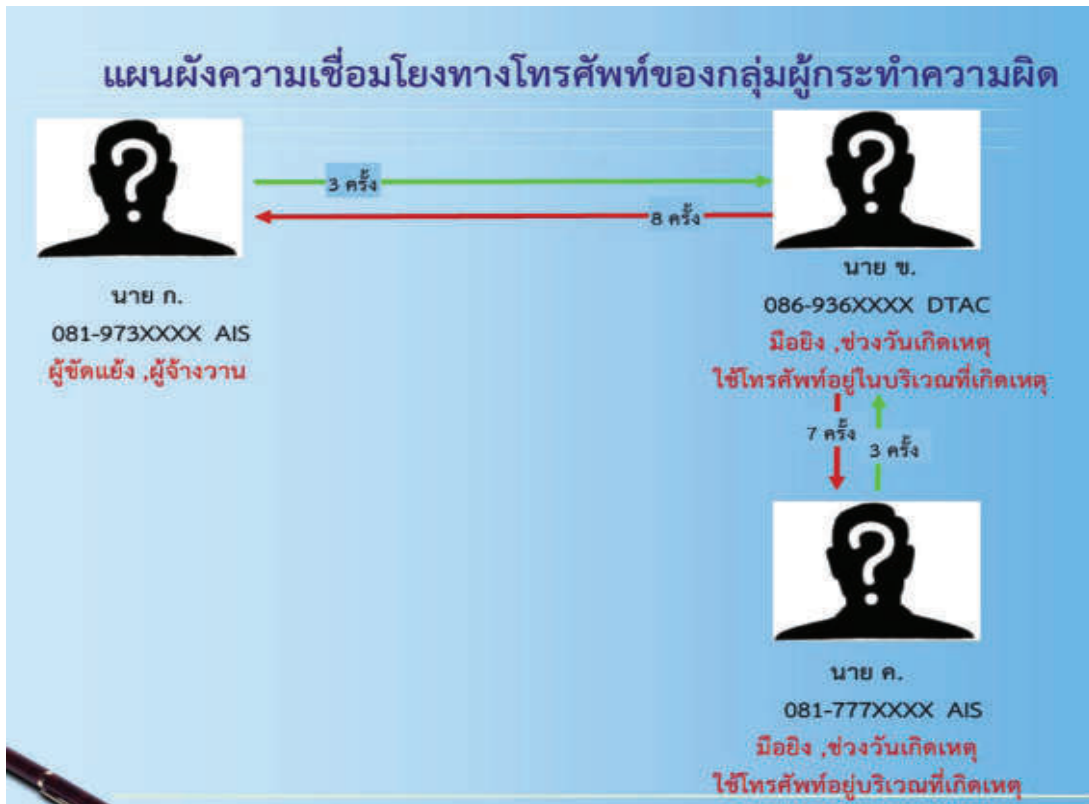 แผนผังความเชื่อมโยงทางโทรศัพท์ของกลุ่มผู้กระทำความผิด
3 ครั้ง
8 ครั้ง
นาย ก.
081-973XXXX AIS
ผู้ขัดแย้ง ,ผู้จ้างวาน
นาย ข.
086-936XXXX DTAC
มือยิง ,ช่วงวันเกิดเหตุ
ใช้โทรศัพท์อยู่ในบริเวณที่เกิดเหตุ
7 ครั้ง
3 ครั้ง
นาย ค.
081-777XXXX AIS
มือยิง ,ช่วงวันเกิดเหตุ
ใช้โทรศัพท์อยู่บริเวณที่เกิดเหตุ